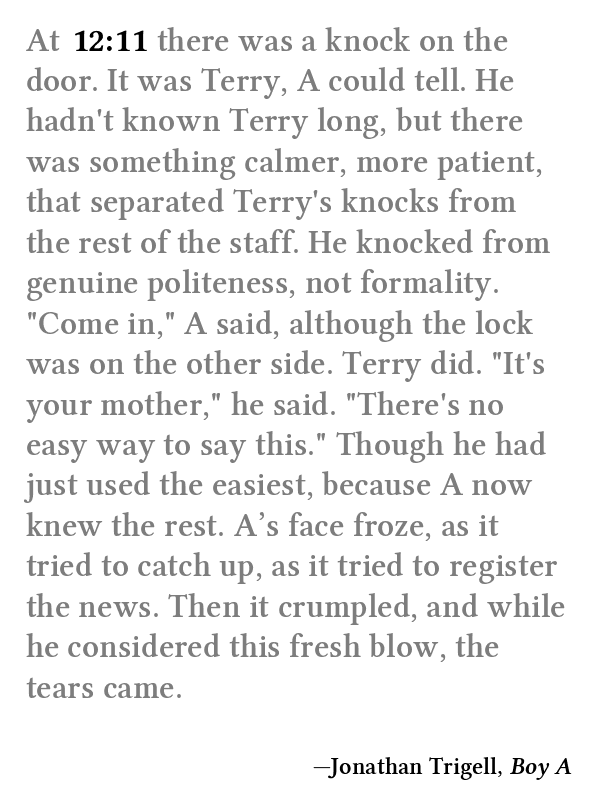 At 12:11 there was a knock on the
door. It was Terry, A could tell. He
hadn't known Terry long, but there
was something calmer, more patient,
that separated Terry's knocks from
the rest of the staff. He knocked from
genuine politeness, not formality.
"Come in," A said, although the lock
was on the other side. Terry did. "It's
your mother," he said. "There's no
easy way to say this." Though he had
just used the easiest, because A now
knew the rest. A’s face froze, as it
tried to catch up, as it tried to register
the news. Then it crumpled, and while
he considered this fresh blow, the
tears came.
—Jonathan Trigell, Boy A